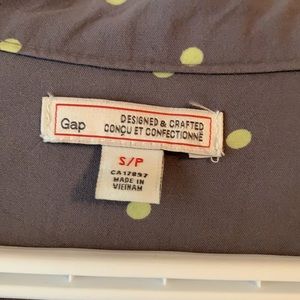 Gap
DESIGNED & CRAFTED
CONÇU ET CONFECTIONNÉ
S/P
CA17897
MADE IN
VIETNAM